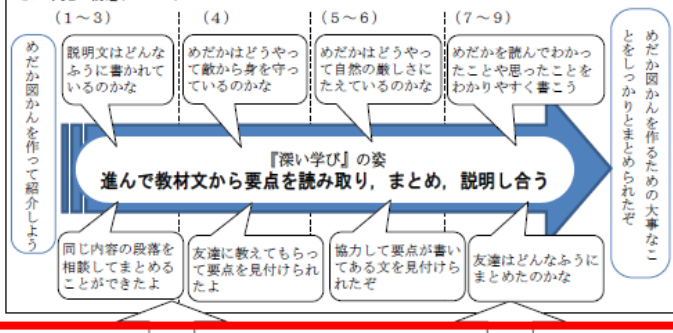 (1~3)
(4)
(5~6)
(7~9)
めだか図かんを作って紹介しよう
説明文はどんな
ふうに書かれて
いるのかな
めだかはどうやっ
て敵から身を守っ
ているのかな
めだかはどうやっ
て自然の厳しさに
たえているのかな
めだかを読んでわかっ
たことや思ったことを
わかりやすく書こう
めだか図かんを作るための大事なこ
とをしっかりとまとめられたぞ
『深い学び』の姿
進んで教材文から要点を読み取り，まとめ，説明し合う
同じ内容の段落を
相談してまとめる
ことができたよ
友達に教えてもらっ
て要点を見付けられ
たよ
協力して要点が書い
てある文を見付けら
れたぞ
友達はどんなふうに
まとめたのかな